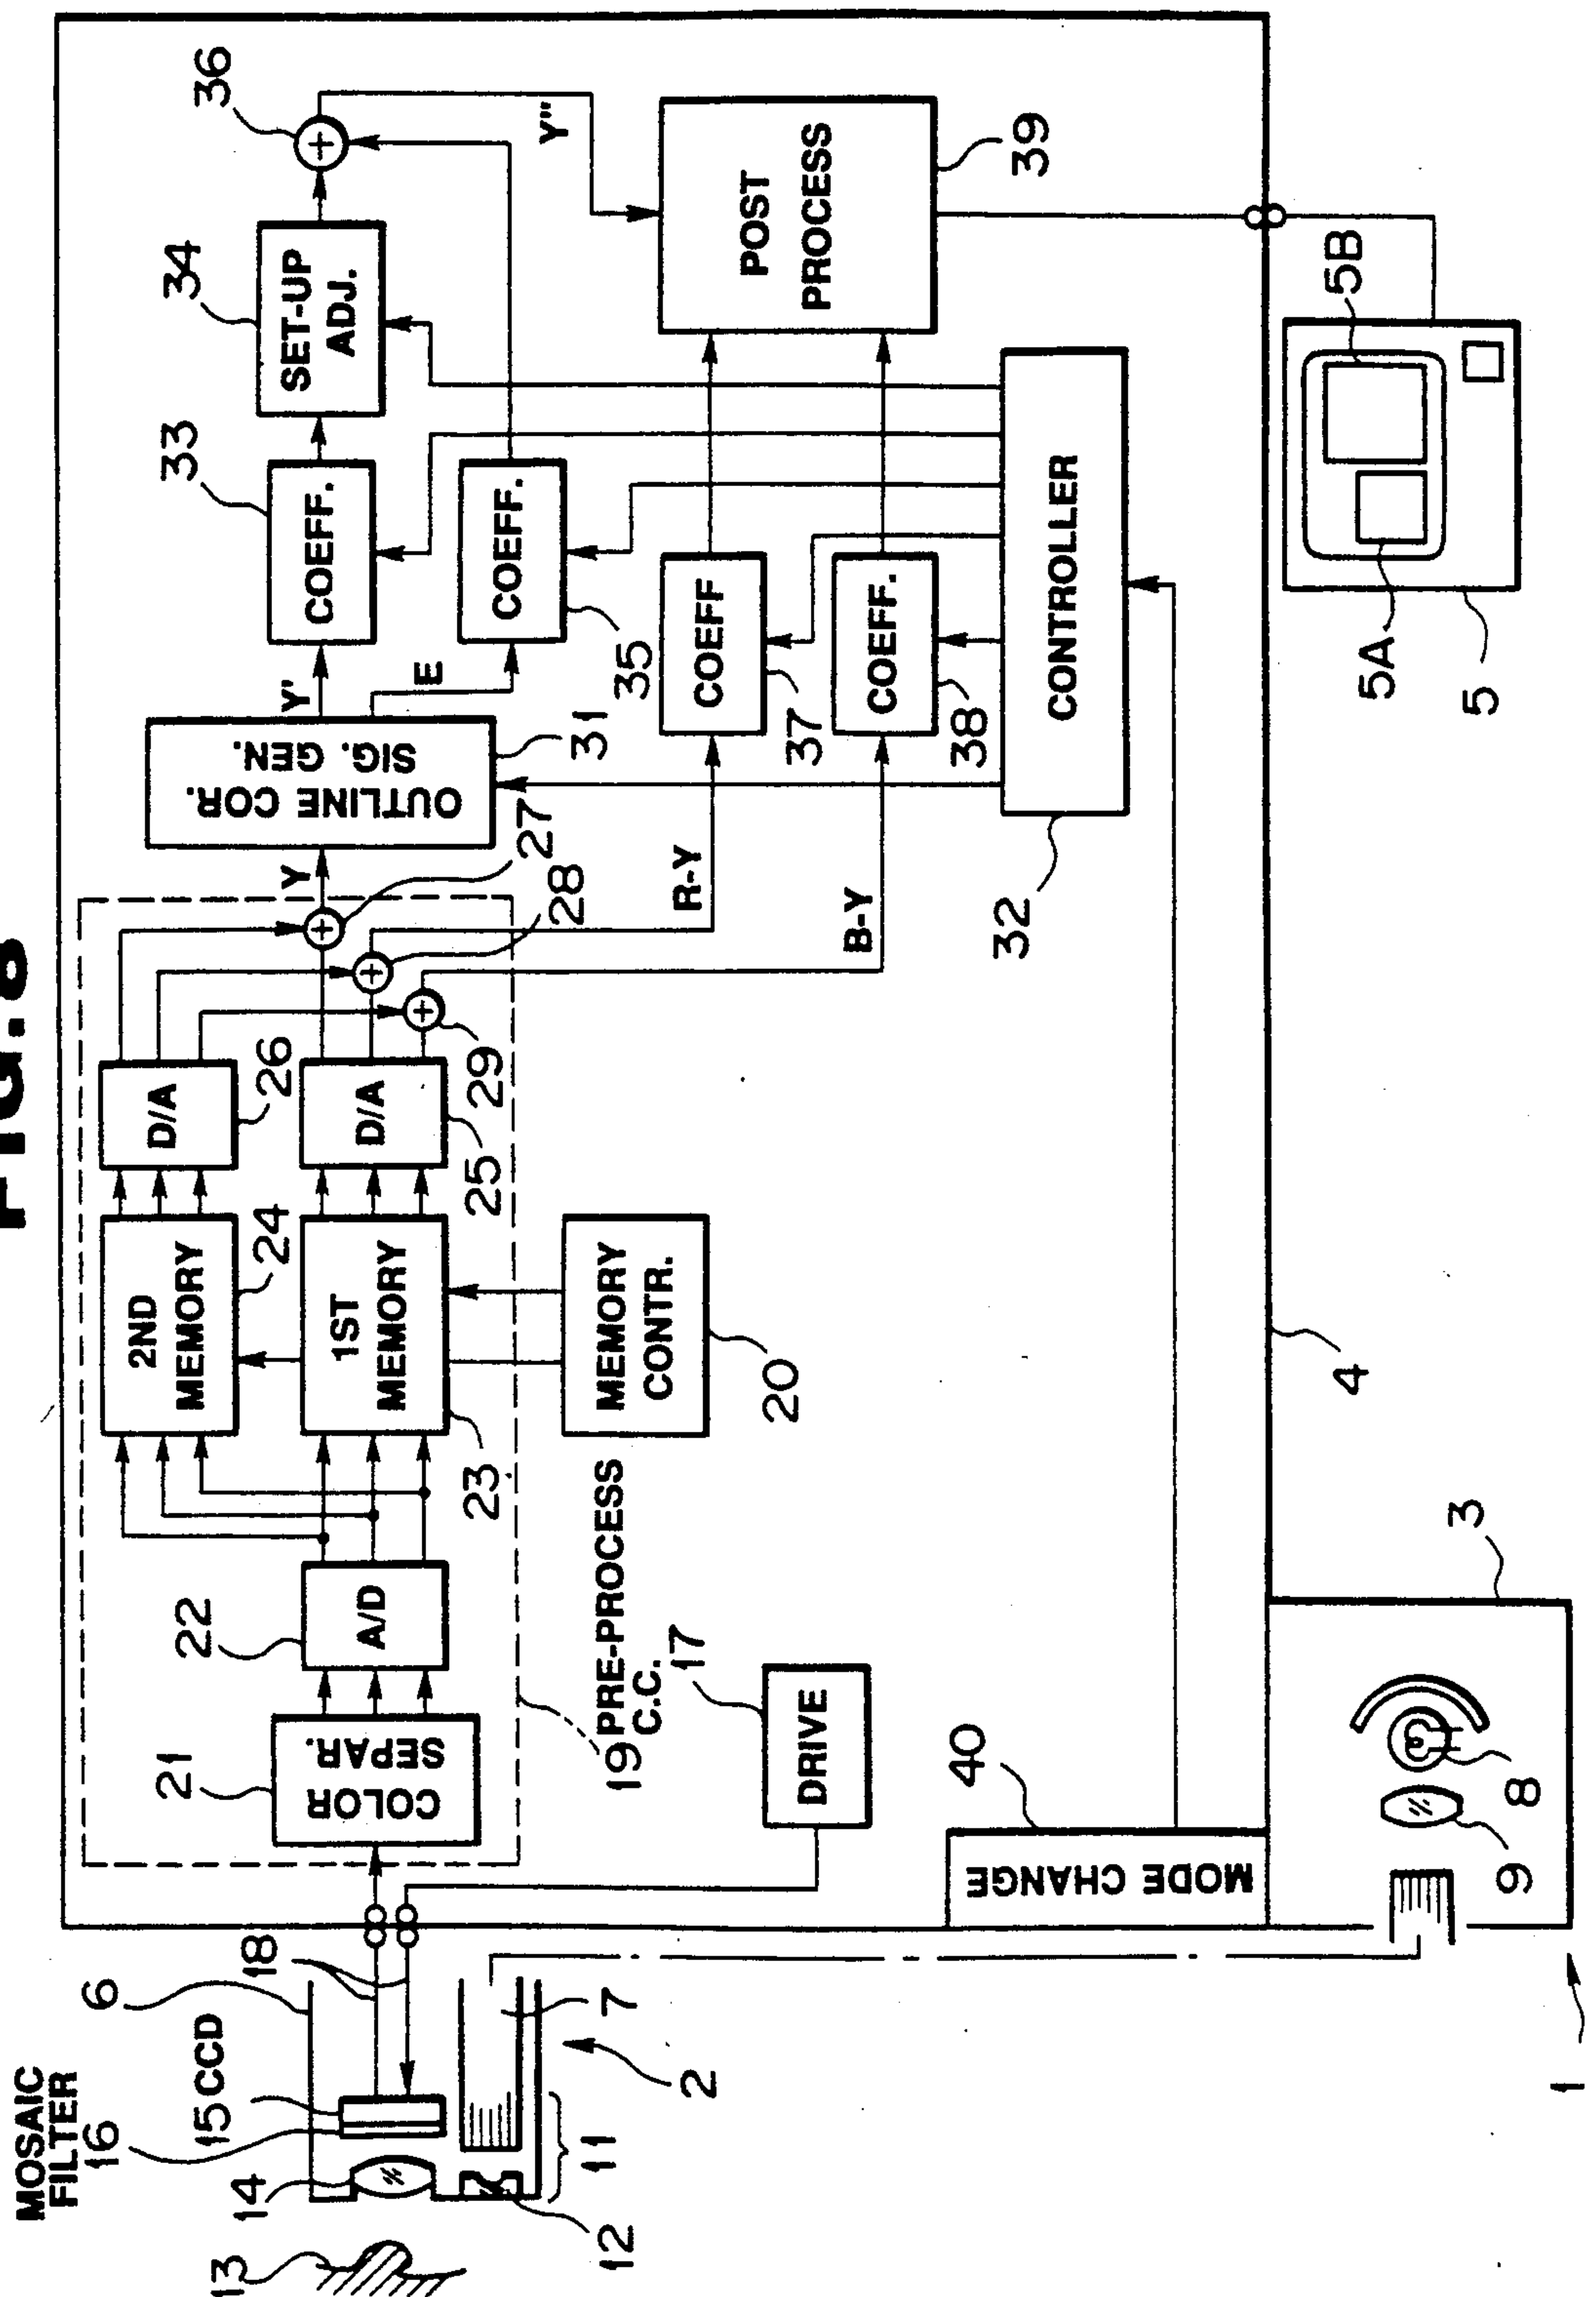 FIG. 8
36
34
SET-UP
ADJ.
33
COEFF.
Y'
OUTLINE COR.
SIG. GEN.
31
E
COEFF.
35
Y''
POST
PROCESS
39
COEFF
37
COEFF.
38
CONTROLLER
32
R-Y
B-Y
Y
27
28
29
D/A
26
D/A
25
2ND
MEMORY
24
1ST
MEMORY
23
MEMORY
CONTR.
20
A/D
22
COLOR
SEPAR.
21
19 PRE-PROCESS
C.C.
DRIVE
17
MODE CHANGE
40
MOSAIC
FILTER
16
15 CCD
6
18
14
13
12
11
7
2
1
3
8
9
4
5
5A
5B